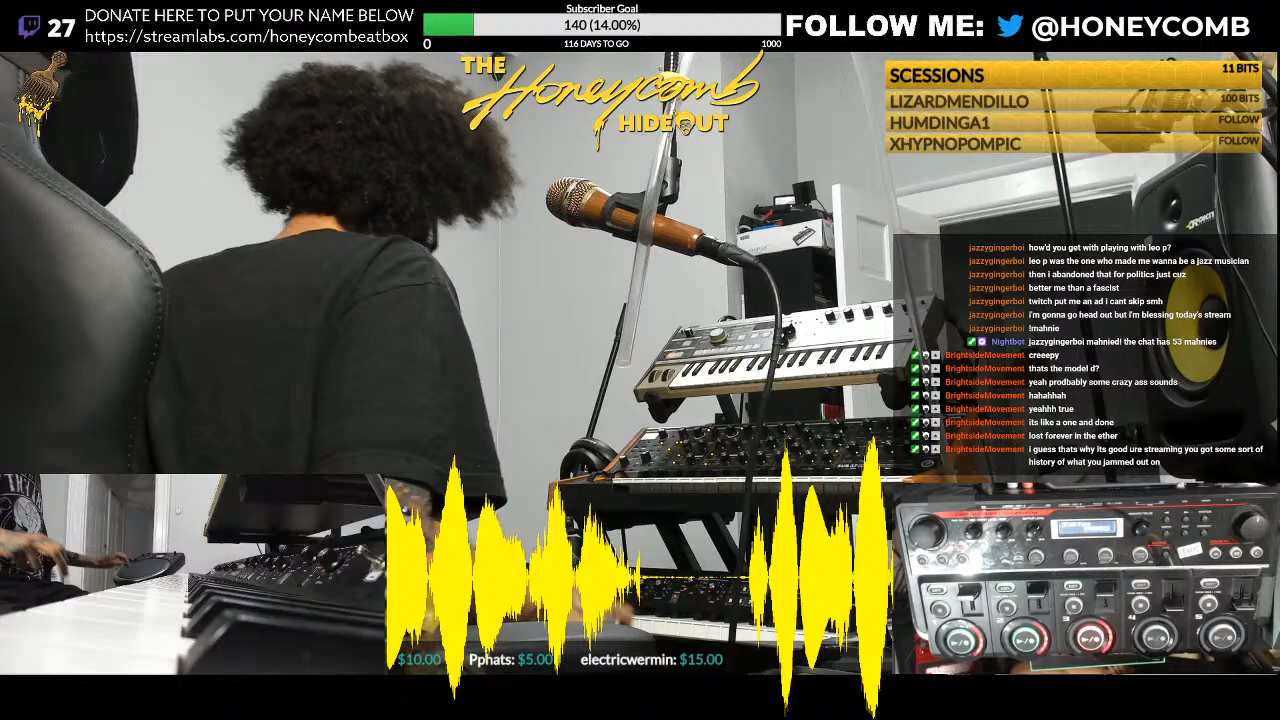 27
DONATE HERE TO PUT YOUR NAME BELOW
https://streamlabs.com/honeycombeatbox
Subscriber Goal
140 (14.00%)
0
116 DAYS TO GO
1000
FOLLOW ME: @HONEYCOMB
THE
Honeycomb
HIDEOUT
SCESSIONS 11 BITS
LIZARDMENDILLO 100 BITS
HUMDINGA1 FOLLOW
XHYPNOPOMPIC FOLLOW
jazzygingerboi how'd you get with playing with leo p?
jazzygingerboi leo p was the one who made me wanna be a jazz musician
jazzygingerboi then i abandoned that for politics just cuz
jazzygingerboi better me than a fascist
jazzygingerboi twitch put me an ad i cant skip smh
jazzygingerboi i'm gonna go head out but i'm blessing today's stream
jazzygingerboi !mahnie
Nightbot jazzygingerboi mahnied! the chat has 53 mahnies
BrightsideMovement creeepy
BrightsideMovement thats the model d?
BrightsideMovement yeah prodbably some crazy ass sounds
BrightsideMovement hahahhah
BrightsideMovement yeahhh true
BrightsideMovement its like a one and done
BrightsideMovement lost forever in the ether
BrightsideMovement i guess thats why its good ure streaming you got some sort of
history of what you jammed out on
$10.00 Pphats: $5.00 electricwermin: $15.00